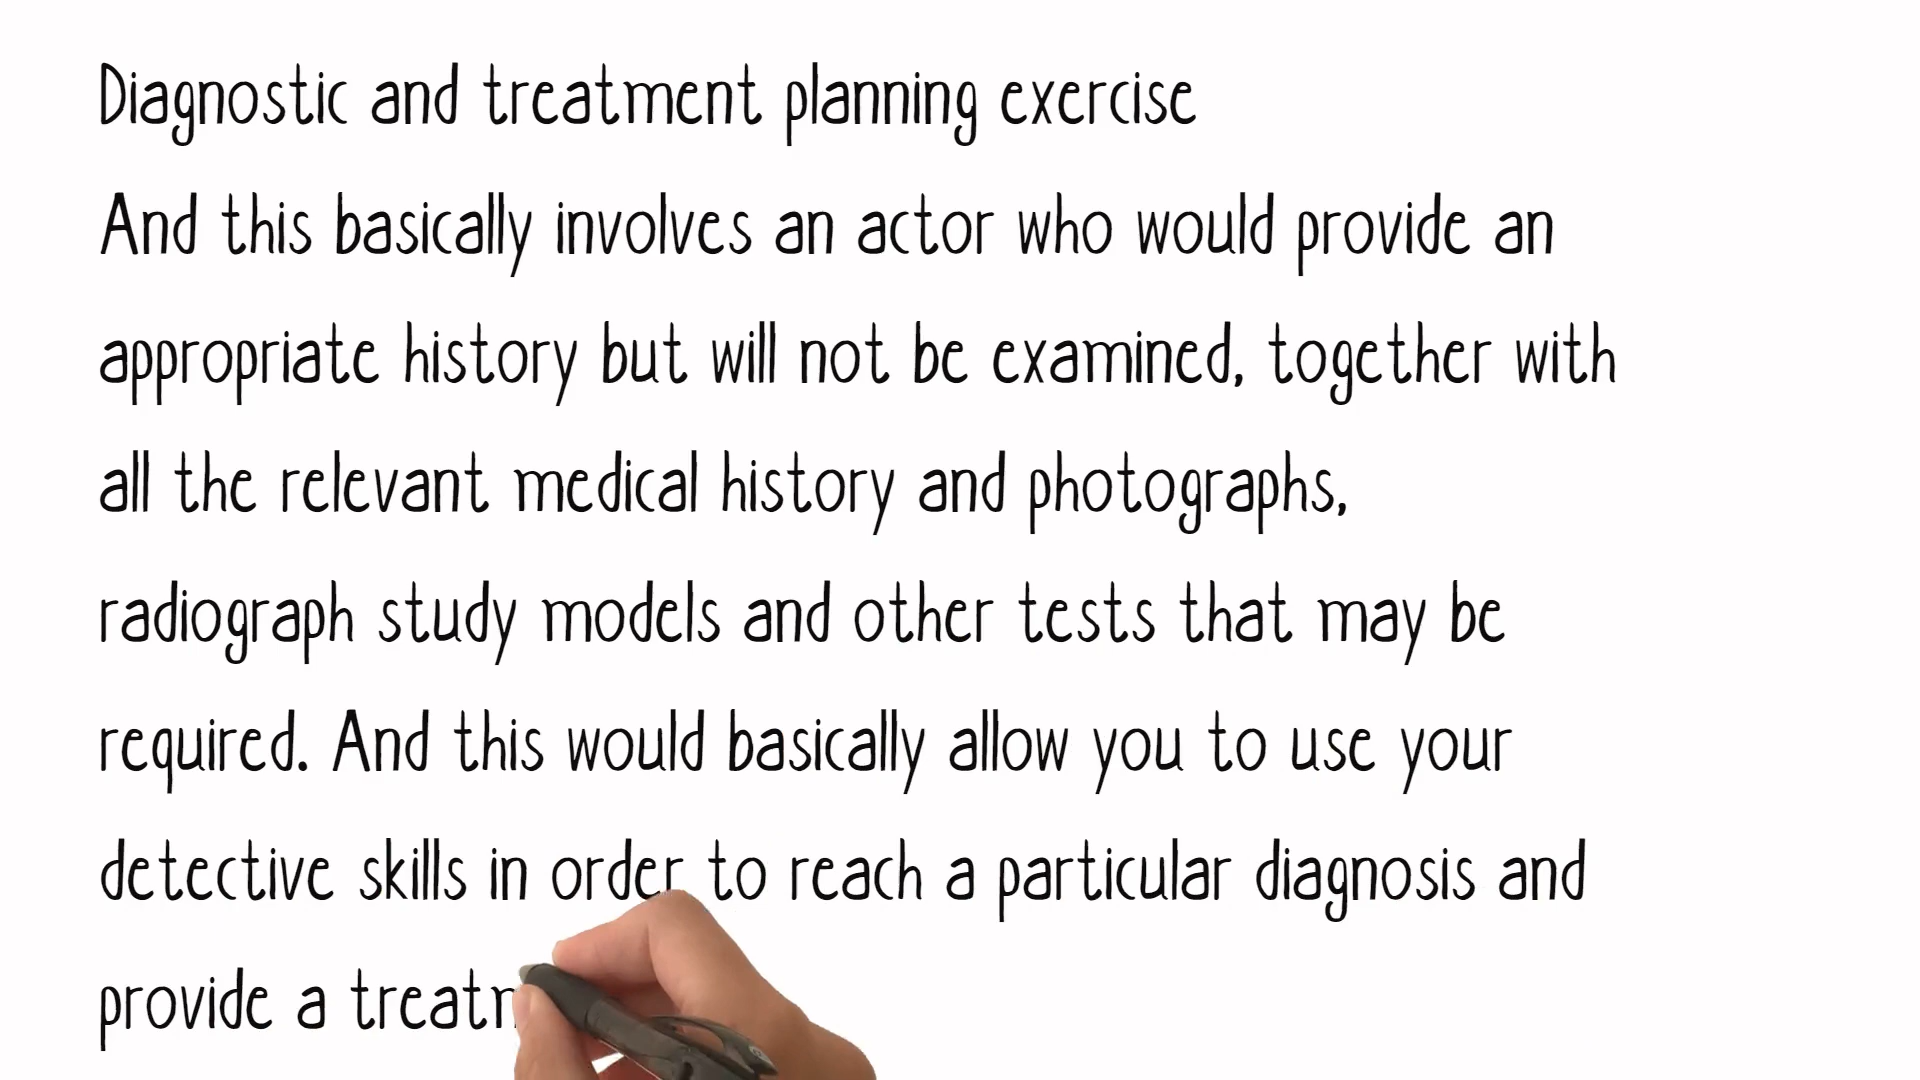 Diagnostic and treatment planning exercise
And this basically involves an actor who would provide an
appropriate history but will not be examined, together with
all the relevant medical history and photographs,
radiograph study models and other tests that may be
required. And this would basically allow you to use your
detective skills in order to reach a particular diagnosis and
provide a